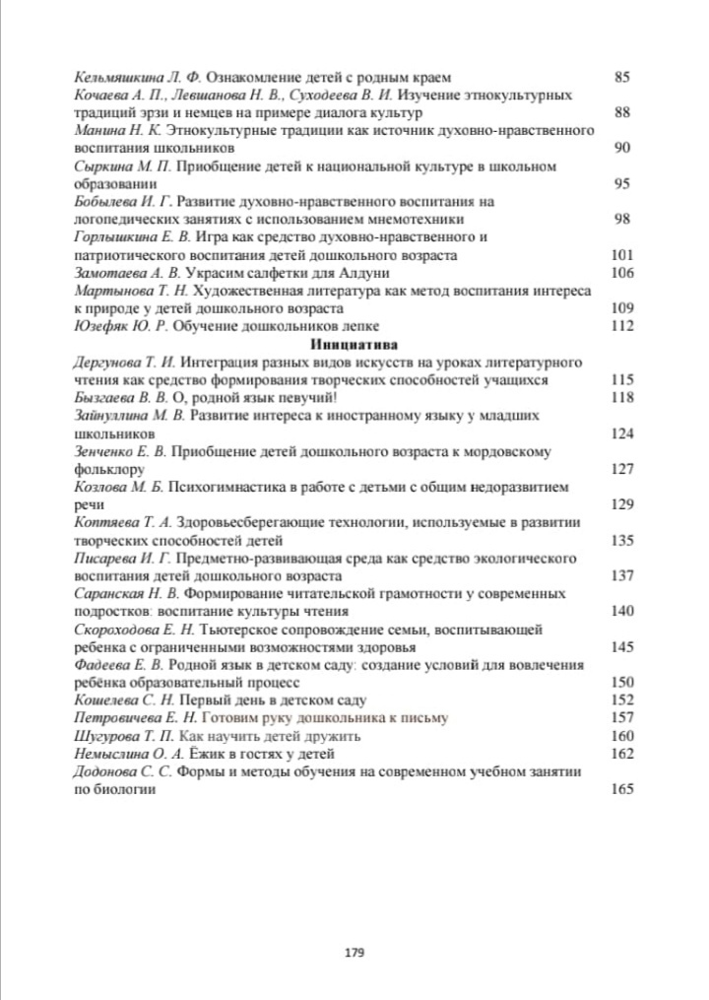 Кельмяшкина Л. Ф. Ознакомление детей с родным краем 85
Кочаева А. П., Левшанова Н. В., Суходеева В. И. Изучение этнокультурных
традиций эрзи и немцев на примере диалога культур 88
Манина Н. К. Этнокультурные традиции как источник духовно-нравственного
воспитания школьников 90
Сыркина М. П. Приобщение детей к национальной культуре в школьном
образовании 95
Бобылева И. Г. Развитие духовно-нравственного воспитания на
логопедических занятиях с использованием мнемотехники 98
Горлышкина Е. В. Игра как средство духовно-нравственного и
патриотического воспитания детей дошкольного возраста 101
Замотаева А. В. Украсим салфетки для Алдуни 106
Мартынова Т. Н. Художественная литература как метод воспитания интереса
к природе у детей дошкольного возраста 109
Юзефяк Ю. Р. Обучение дошкольников лепке 112
Инициатива
Дергунова Т. И. Интеграция разных видов искусств на уроках литературного
чтения как средство формирования творческих способностей учащихся 115
Бызгаева В. В. О, родной язык певучий! 118
Зайнуллина М. В. Развитие интереса к иностранному языку у младших
школьников 124
Зенченко Е. В. Приобщение детей дошкольного возраста к мордовскому
фольклору 127
Козлова М. Б. Психогимнастика в работе с детьми с общим недоразвитием
речи 129
Коптяева Т. А. Здоровьесберегающие технологии, используемые в развитии
творческих способностей детей 135
Писарева И. Г. Предметно-развивающая среда как средство экологического
воспитания детей дошкольного возраста 137
Саранская Н. В. Формирование читательской грамотности у современных
подростков: воспитание культуры чтения 140
Скороходова Е. Н. Тьютерское сопровождение семьи, воспитывающей
ребенка с ограниченными возможностями здоровья 145
Фадеева Е. В. Родной язык в детском саду: создание условий для вовлечения
ребёнка образовательный процесс 150
Кошелева С. Н. Первый день в детском саду 152
Петровичева Е. Н. Готовим руку дошкольника к письму 157
Шугурова Т. П. Как научить детей дружить 160
Немыслина О. А. Ёжик в гостях у детей 162
Додонова С. С. Формы и методы обучения на современном учебном занятии
по биологии 165
179